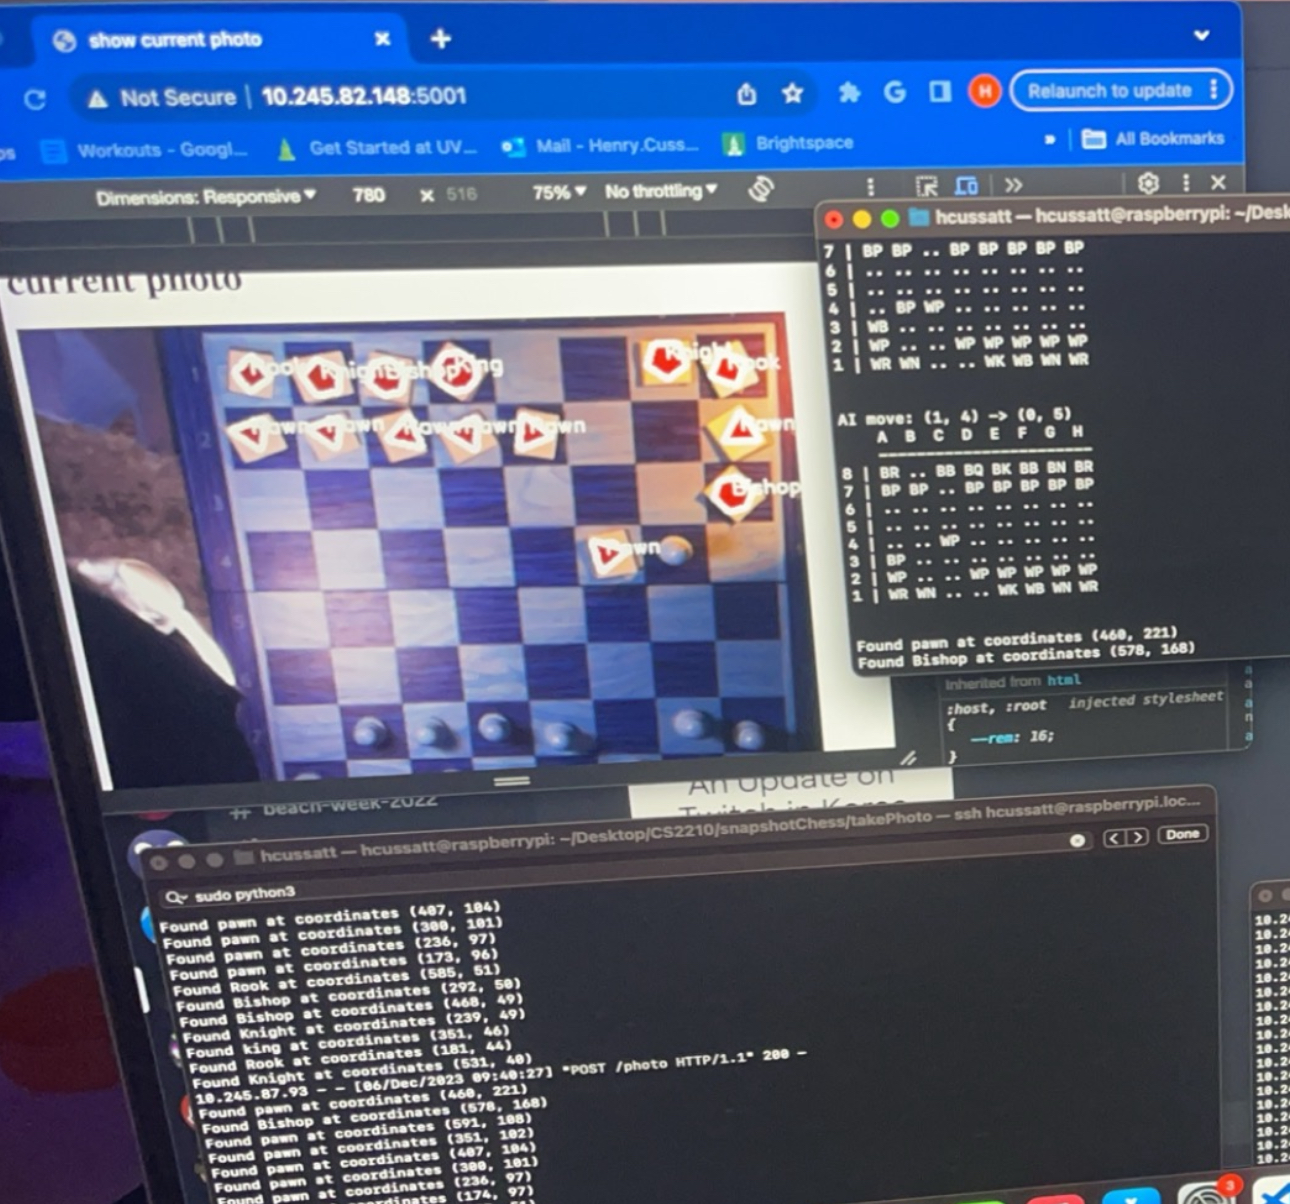 show current photo
Not Secure | 10.245.82.148:5001
Relaunch to update
Workouts - Googl...
Get Started at UV...
Mail - Henry.Cuss...
Brightspace
»
All Bookmarks
Dimensions: Responsive 780 × 516 75% No throttling
current photo
Rook Knight Bishop King Knight Rook
Pawn Pawn Pawn Pawn Pawn Pawn
Bishop
Pawn
hcussatt — hcussatt@raspberrypi: ~/Desk
7 | BP BP .. BP BP BP BP BP
6 | .. .. .. .. .. .. .. ..
5 | .. .. .. .. .. .. .. ..
4 | .. BP WP .. .. .. .. ..
3 | WB .. .. .. .. .. .. ..
2 | WP .. .. WP WP WP WP WP
1 | WR WN .. .. WK WB WN WR
AI move: (1, 4) -> (0, 5)
A B C D E F G H
8 | BR .. BB BQ BK BB BN BR
7 | BP BP .. BP BP BP BP BP
6 | .. .. .. .. .. .. .. ..
5 | .. .. .. .. .. .. .. ..
4 | .. .. WP .. .. .. .. ..
3 | BP .. .. .. .. .. .. ..
2 | WP .. .. WP WP WP WP WP
1 | WR WN .. .. WK WB WN WR
Found pawn at coordinates (460, 221)
Found Bishop at coordinates (578, 168)
Inherited from html
:host, :root injected stylesheet
{
--rem: 16;
}
An Update on
Twitch in Korea
# beach-week-2022
hcussatt — hcussatt@raspberrypi: ~/Desktop/CS2210/snapshotChess/takePhoto — ssh hcussatt@raspberrypi.loc...
sudo python3
Done
Found pawn at coordinates (407, 104)
Found pawn at coordinates (300, 101)
Found pawn at coordinates (236, 97)
Found pawn at coordinates (173, 96)
Found Rook at coordinates (585, 51)
Found Bishop at coordinates (292, 50)
Found Bishop at coordinates (468, 49)
Found Knight at coordinates (239, 49)
Found king at coordinates (351, 46)
Found Rook at coordinates (181, 44)
Found Knight at coordinates (531, 40)
10.245.87.93 - - [06/Dec/2023 09:40:27] "POST /photo HTTP/1.1" 200 -
Found pawn at coordinates (460, 221)
Found Bishop at coordinates (578, 168)
Found pawn at coordinates (591, 108)
Found pawn at coordinates (351, 102)
Found pawn at coordinates (407, 104)
Found pawn at coordinates (300, 101)
Found pawn at coordinates (236, 97)
Found pawn at coordinates (174, 97)
3